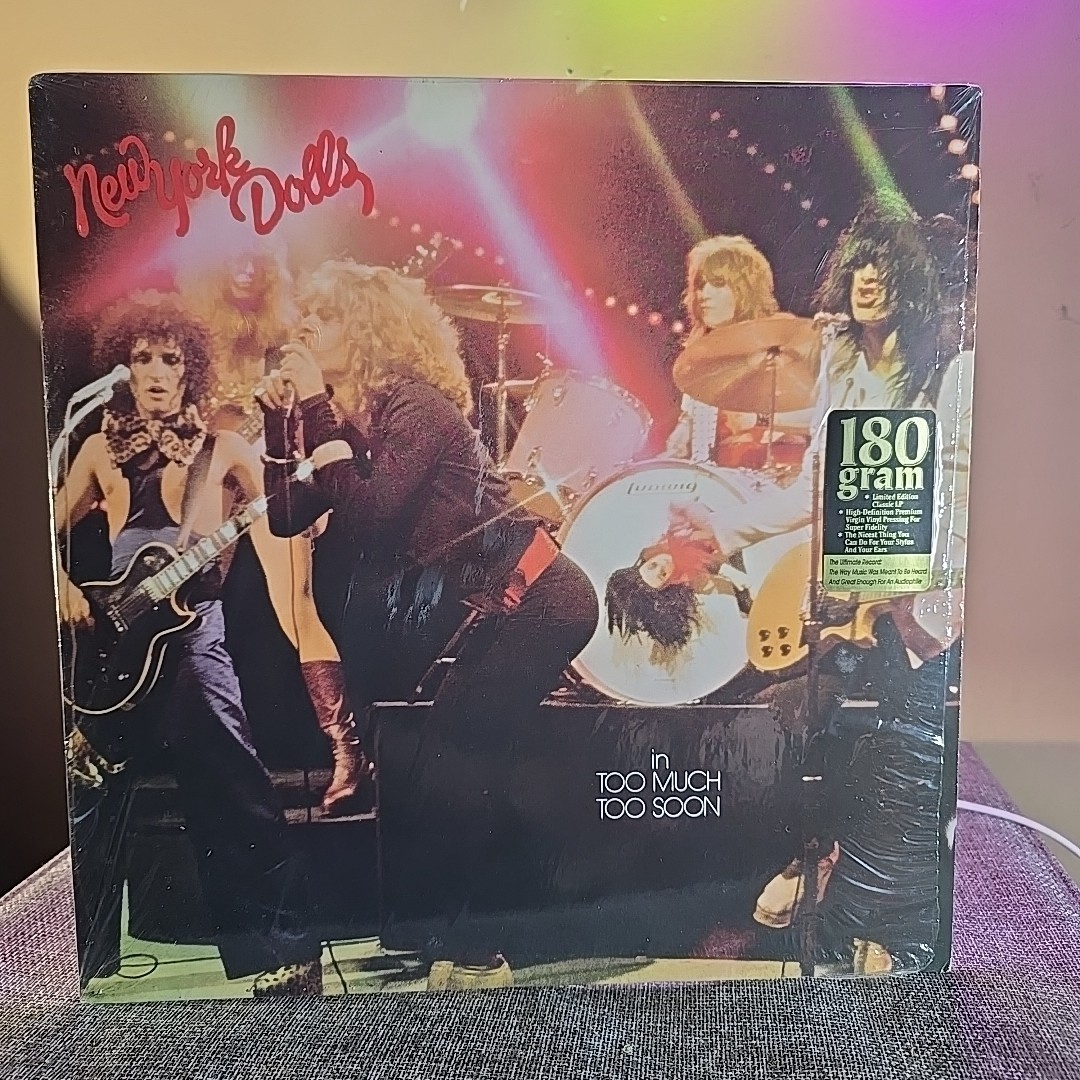 New York Dolls
Ludwig
180
gram
• Limited Edition
Classic LP
• High-Definition Premium
Virgin Vinyl Pressing For
Super Fidelity
• The Nicest Thing You
Can Do For Your Stylus
And Your Ears
The Ultimate Record:
The Way Music Was Meant To Be Heard
And Great Enough For An Audiophile
in
TOO MUCH
TOO SOON